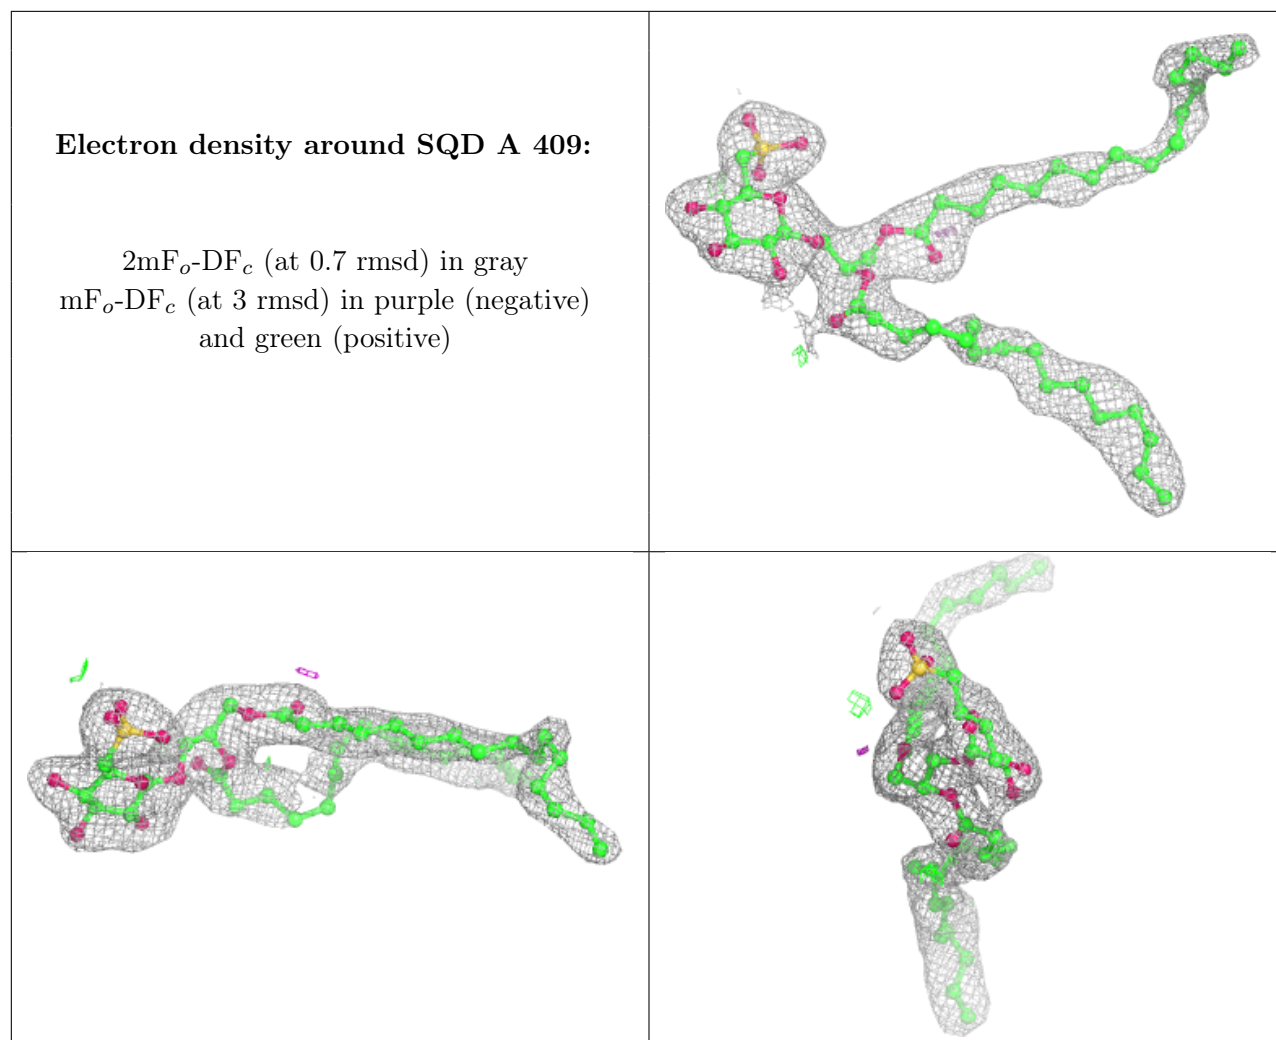 Electron density around SQD A 409:
2mFo-DFc (at 0.7 rmsd) in gray
mFo-DFc (at 3 rmsd) in purple (negative)
and green (positive)